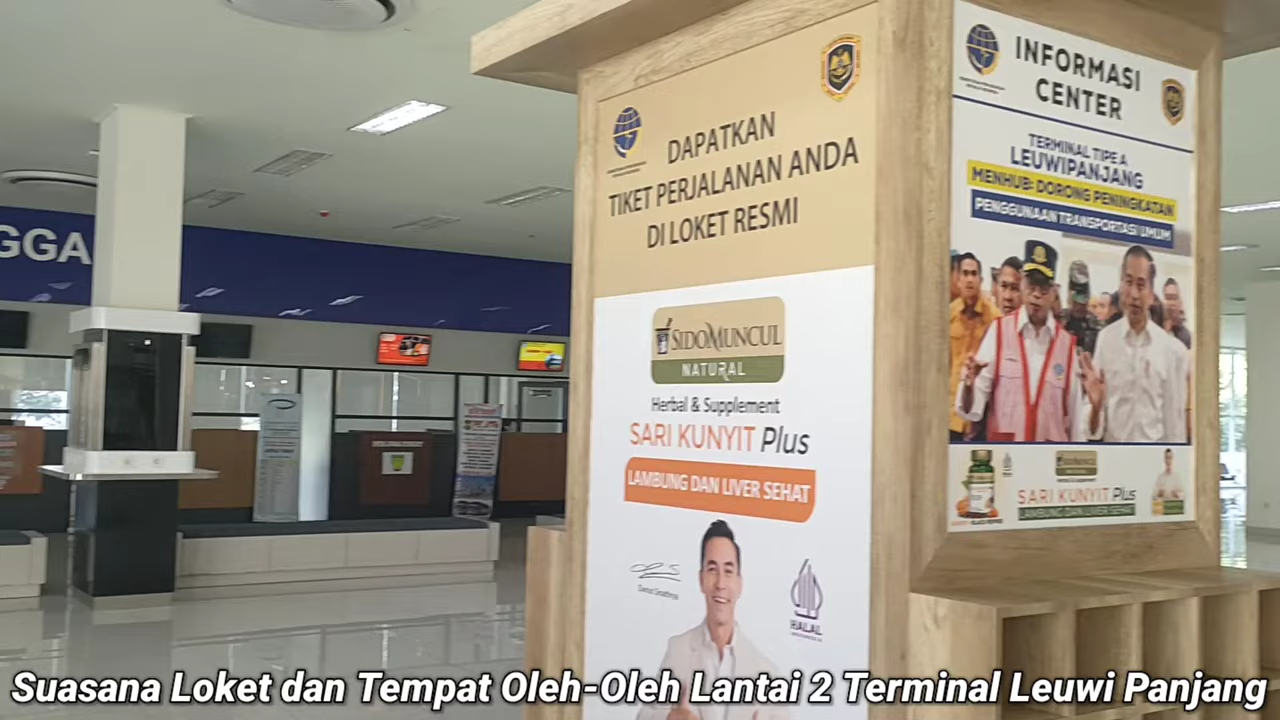 GGA
DAPATKAN
TIKET PERJALANAN ANDA
DI LOKET RESMI
SIDOMUNCUL
NATURAL
Herbal & Supplement
SARI KUNYIT Plus
LAMBUNG DAN LIVER SEHAT
HALAL
INFORMASI
CENTER
TERMINAL TIPE A
LEUWIPANJANG
MENHUB: DORONG PENINGKATAN
PENGGUNAAN TRANSPORTASI UMUM
SARI KUNYIT Plus
LAMBUNG DAN LIVER SEHAT
Suasana Loket dan Tempat Oleh-Oleh Lantai 2 Terminal Leuwi Panjang